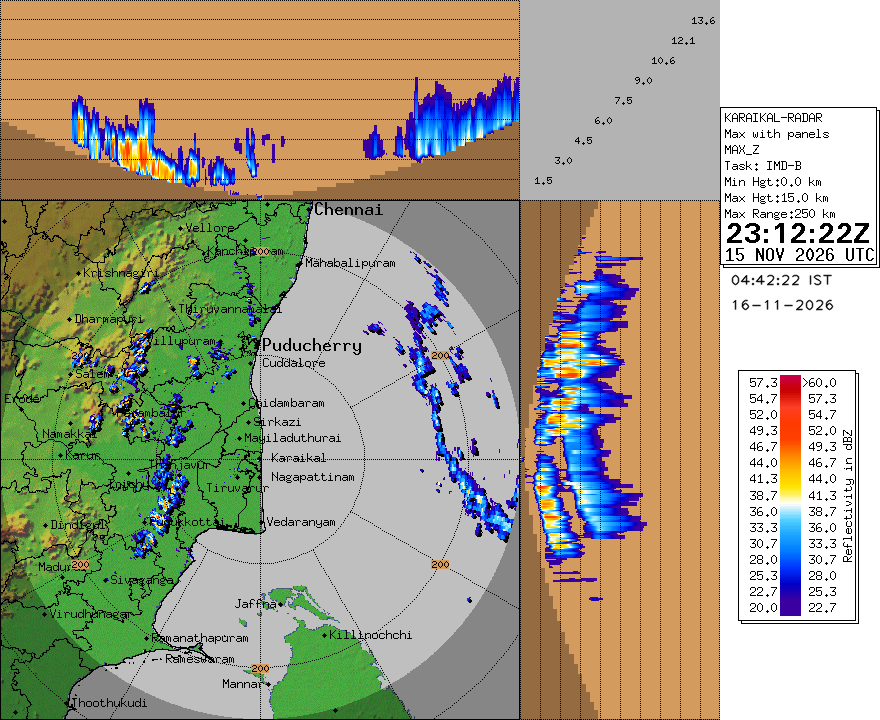 13.6
12.1
10.6
9.0
7.5
6.0
4.5
3.0
1.5
KARAIKAL-RADAR
Max with panels
MAX_Z
Task: IMD-B
Min Hgt:0.0 km
Max Hgt:15.0 km
Max Range:250 km
23:12:22Z
15 NOV 2026 UTC
04:42:22 IST
16-11-2026
Chennai
Vellore
200
Mahabalipuram
Krishnagiri
Thiruvannamalai
Dharmapuri
Villupuram
Puducherry
200
Cuddalore
Salem
Chidambaram
Sirkazi
Namakkal
Mayiladuthurai
Karur
Karaikal
Thanjavur
Nagapattinam
Tiruvarur
Dindigul
Pudukkottai
Vedaranyam
200
200
Sivaganga
Jaffna
Virudhunagar
Killinochchi
Ramanathapuram
Rameswaram
200
Mannar
Thoothukudi
57.3 >60.0
54.7 57.3
52.0 54.7
49.3 52.0
46.7 49.3
44.0 46.7
41.3 44.0
38.7 41.3
36.0 38.7
33.3 36.0
30.7 33.3
28.0 30.7
25.3 28.0
22.7 25.3
20.0 22.7
Reflectivity in dBZ